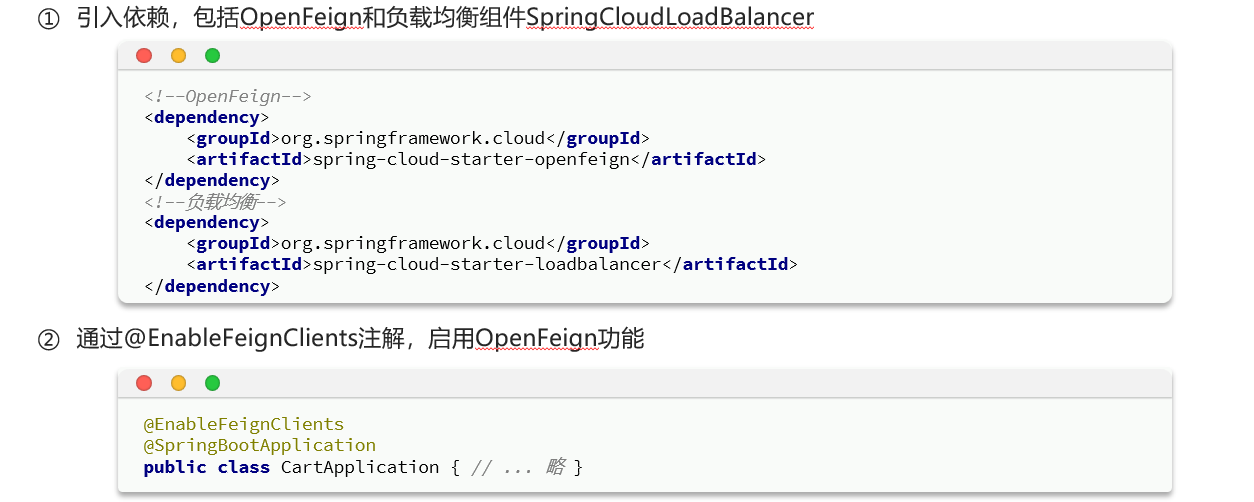 ① 引入依赖，包括OpenFeign和负载均衡组件SpringCloudLoadBalancer
<!--OpenFeign-->
<dependency>
    <groupId>org.springframework.cloud</groupId>
    <artifactId>spring-cloud-starter-openfeign</artifactId>
</dependency>
<!--负载均衡-->
<dependency>
    <groupId>org.springframework.cloud</groupId>
    <artifactId>spring-cloud-starter-loadbalancer</artifactId>
</dependency>
② 通过@EnableFeignClients注解，启用OpenFeign功能
@EnableFeignClients
@SpringBootApplication
public class CartApplication { // ... 略 }